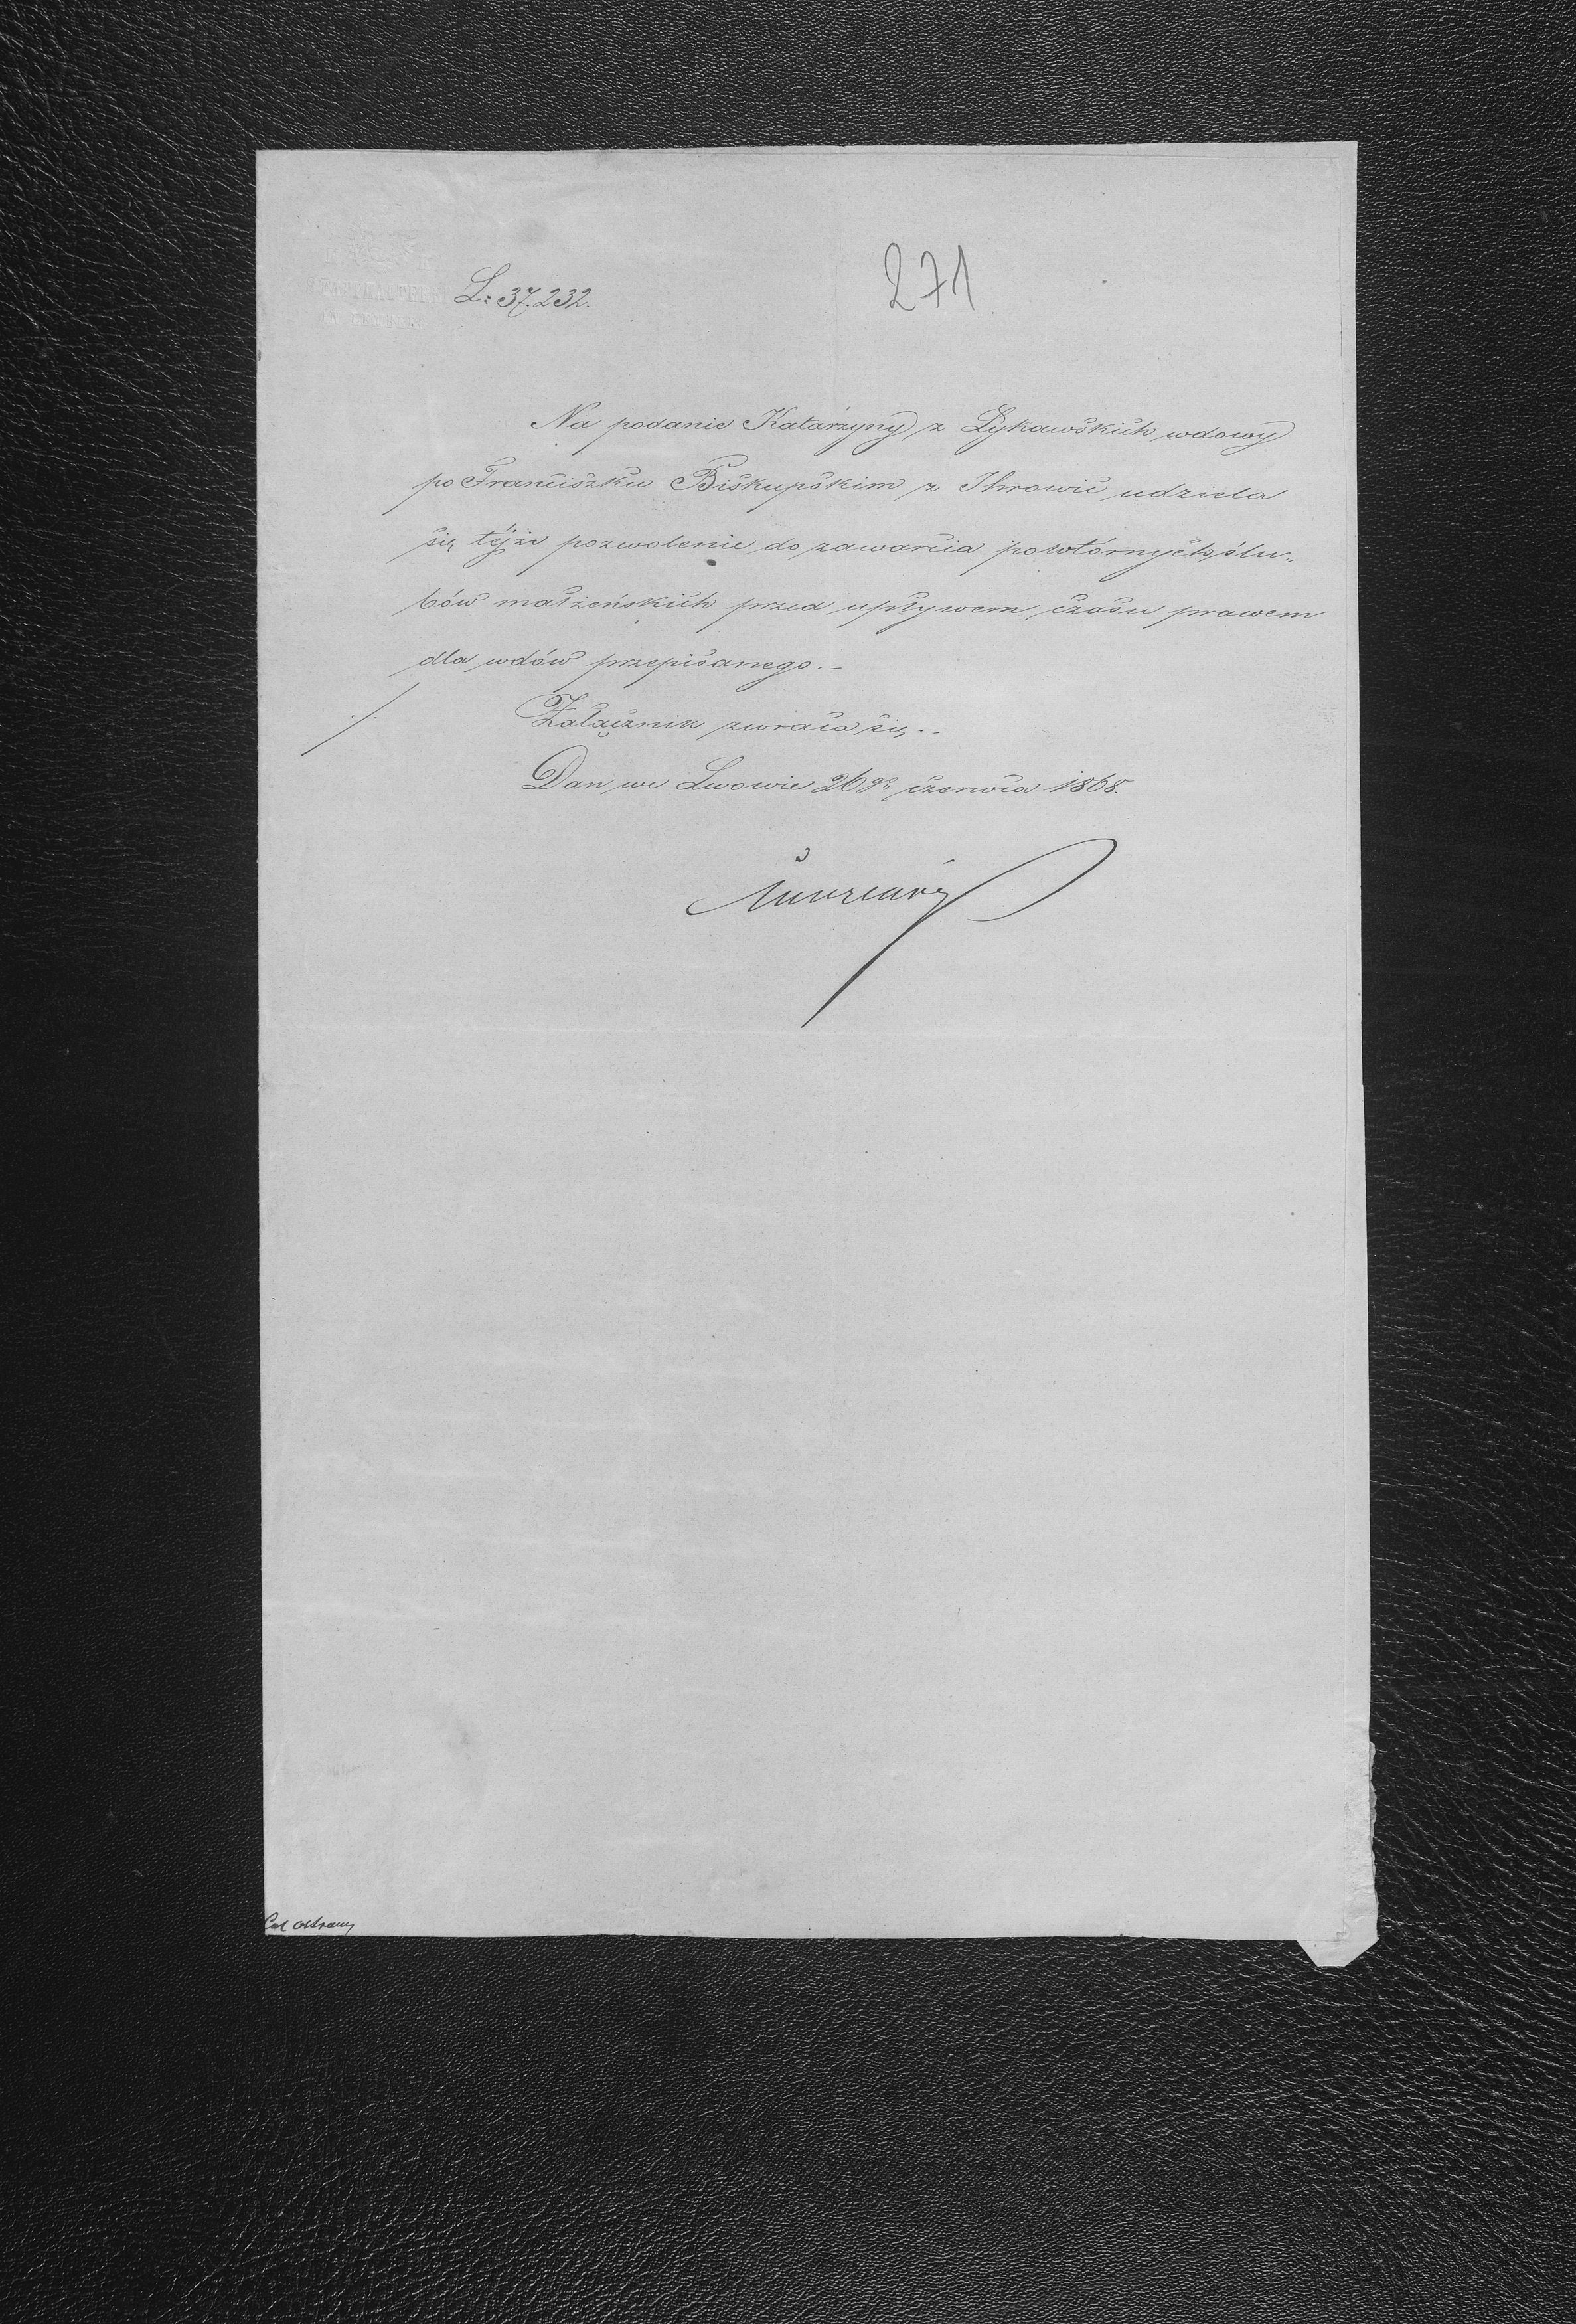 L: 37.232.
271
Na podanie Katarzyny z Łykawskich wdowy
po Franciszku Biskupskim z Ihrowic udziela
się tejże pozwolenie do zawarcia powtórnych ślu„
bów małżeńskich przed upływem czasu prawem
dla wdów przepisanego.–
./.
Załącznik zwraca się.–
Dan we Lwowie 26go czerwca 1868.